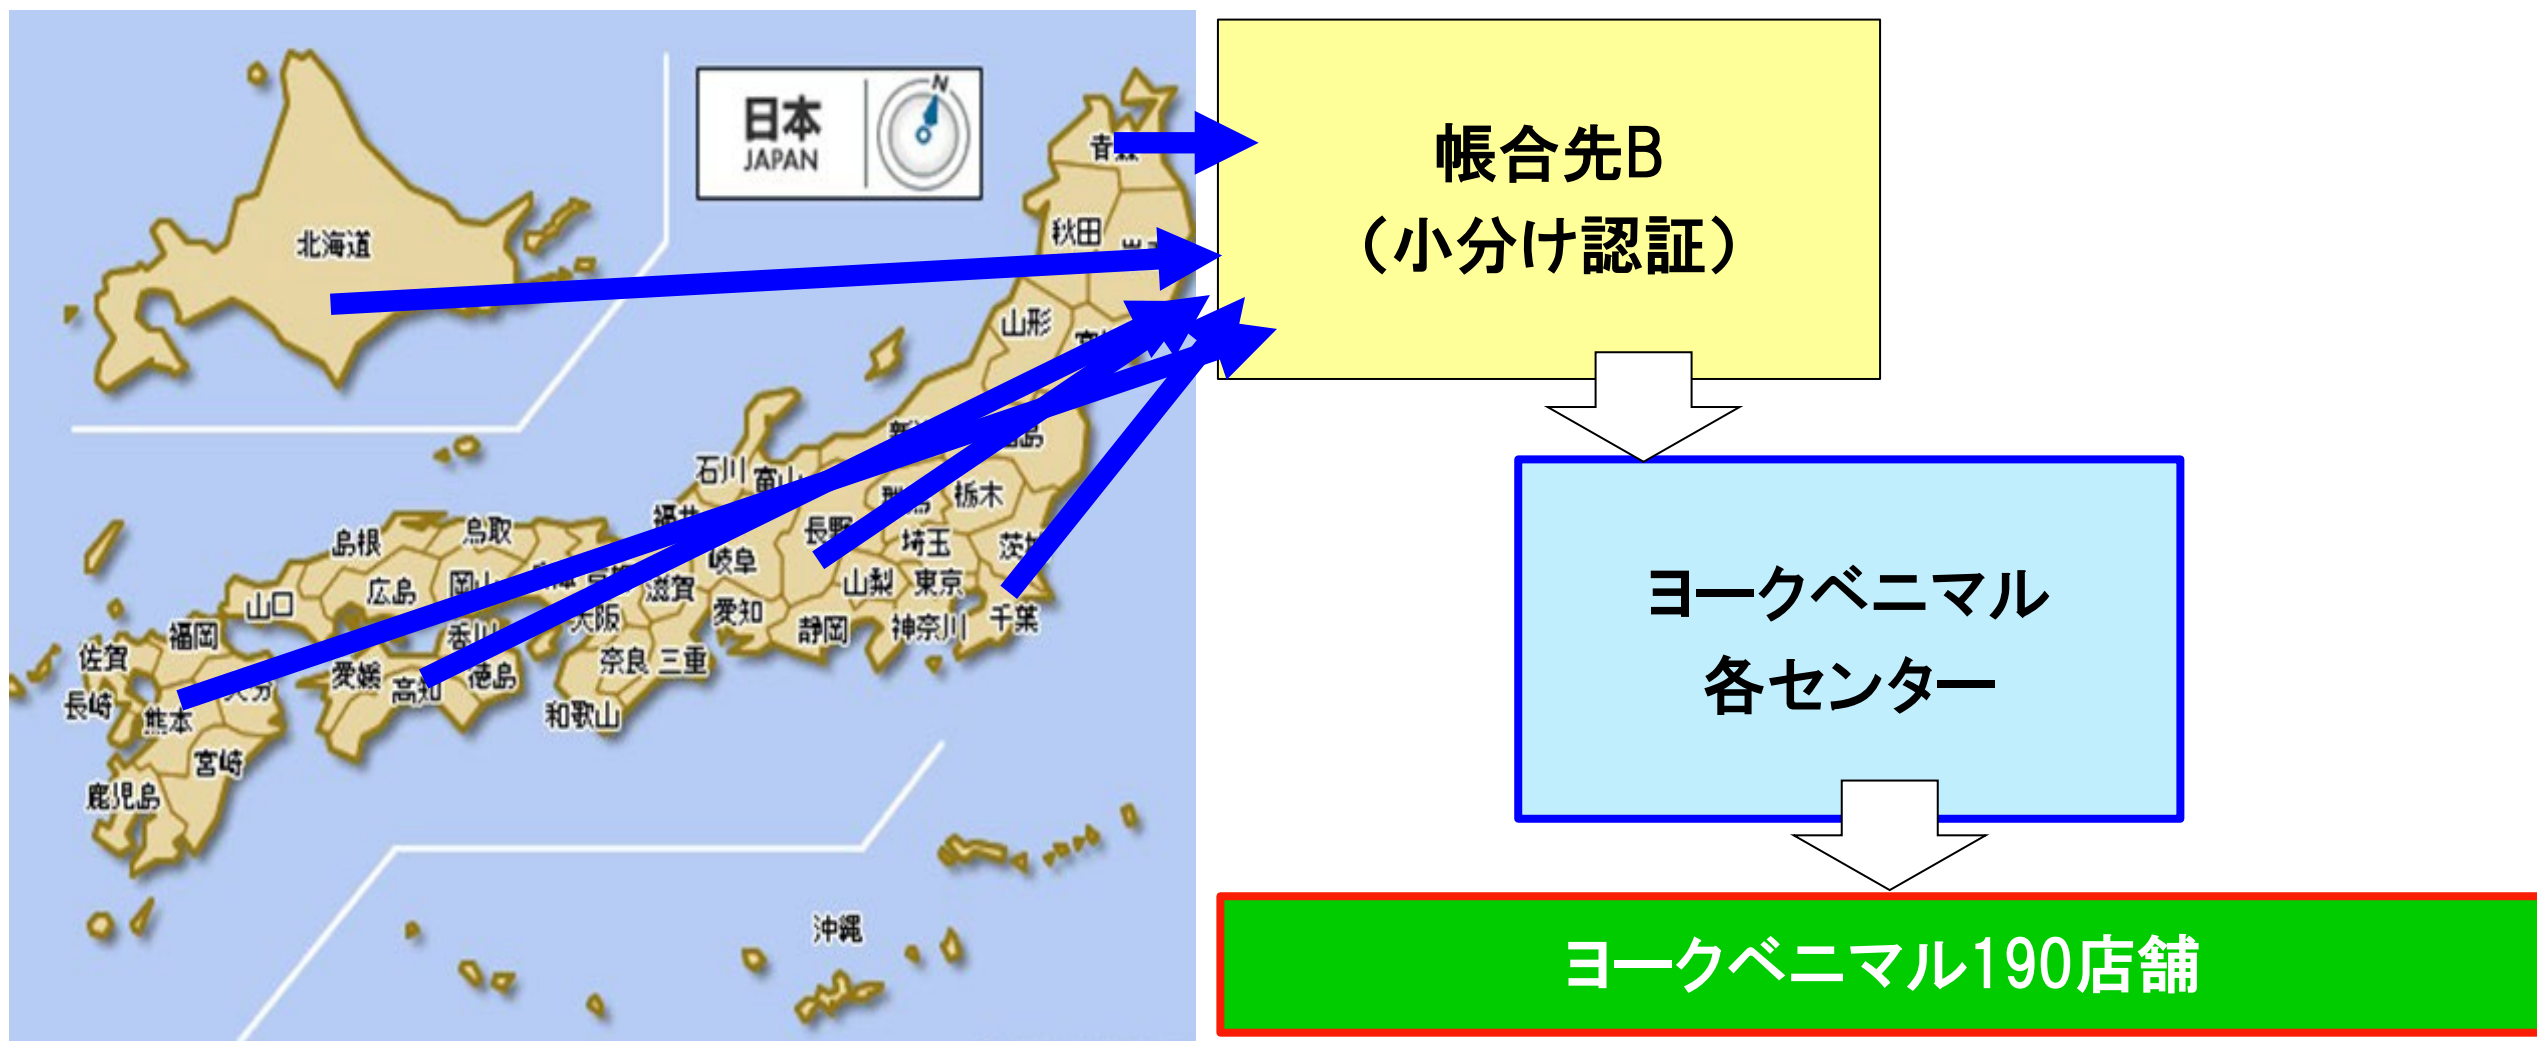 日本
JAPAN
N
北海道
青森
秋田
山形
石川
富山
栃木
島根
鳥取
長野
埼玉
岐阜
広島
岡山
滋賀
山梨
東京
山口
愛知
大阪
静岡
神奈川
千葉
福岡
香川
佐賀
奈良
三重
愛媛
高知
徳島
長崎
熊本
和歌山
宮崎
鹿児島
沖縄
帳合先B
（小分け認証）
ヨークベニマル
各センター
ヨークベニマル190店舗